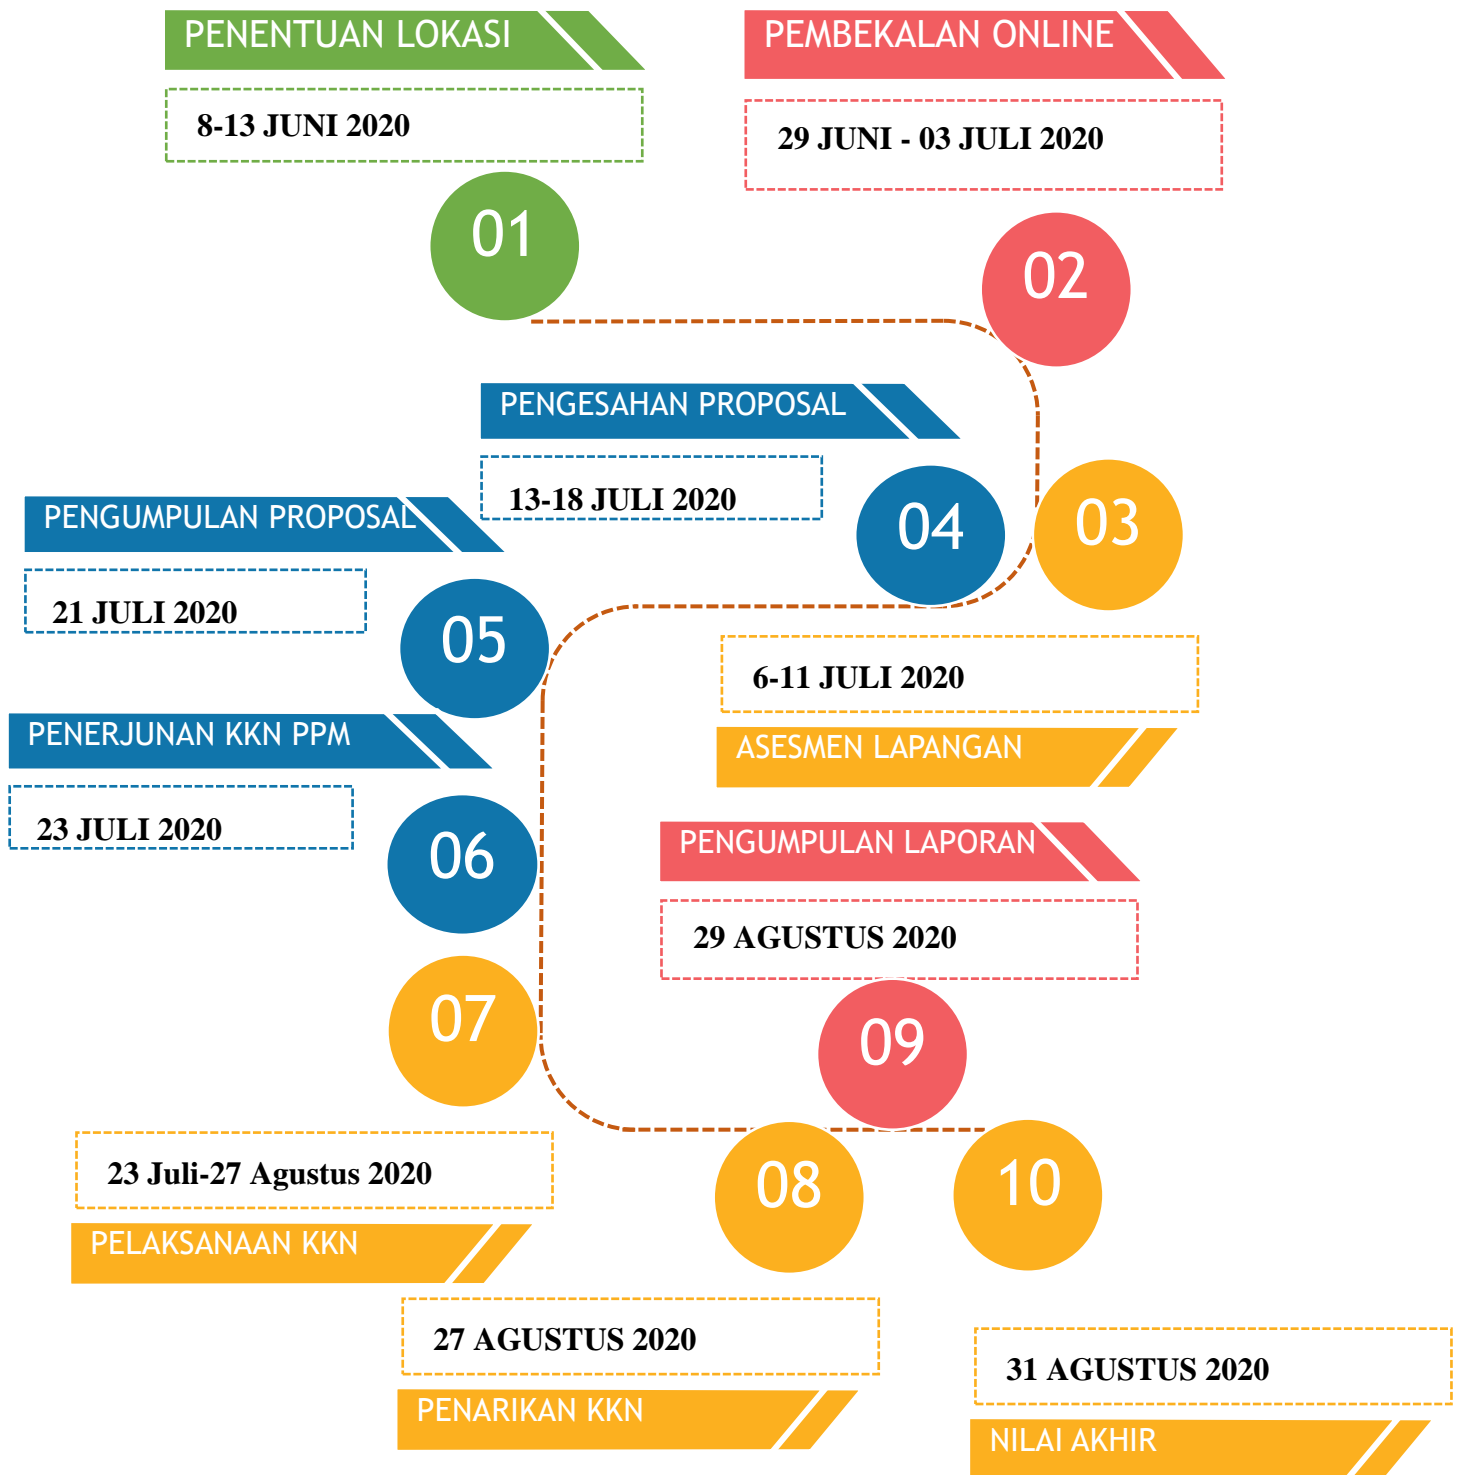 PENENTUAN LOKASI
8-13 JUNI 2020
01
PEMBEKALAN ONLINE
29 JUNI - 03 JULI 2020
02
03
6-11 JULI 2020
ASESMEN LAPANGAN
PENGESAHAN PROPOSAL
13-18 JULI 2020
04
PENGUMPULAN PROPOSAL
21 JULI 2020
05
PENERJUNAN KKN PPM
23 JULI 2020
06
07
23 Juli-27 Agustus 2020
PELAKSANAAN KKN
08
27 AGUSTUS 2020
PENARIKAN KKN
PENGUMPULAN LAPORAN
29 AGUSTUS 2020
09
10
31 AGUSTUS 2020
NILAI AKHIR